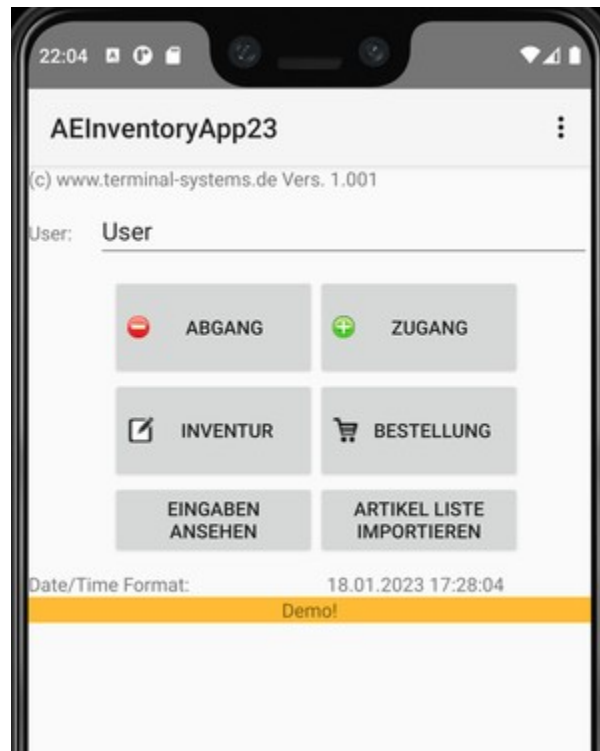 22:04
AEInventoryApp23
(c) www.terminal-systems.de Vers. 1.001
User: User
ABGANG ZUGANG
INVENTUR BESTELLUNG
EINGABEN ANSEHEN
ARTIKEL LISTE IMPORTIEREN
Date/Time Format: 18.01.2023 17:28:04
Demo!